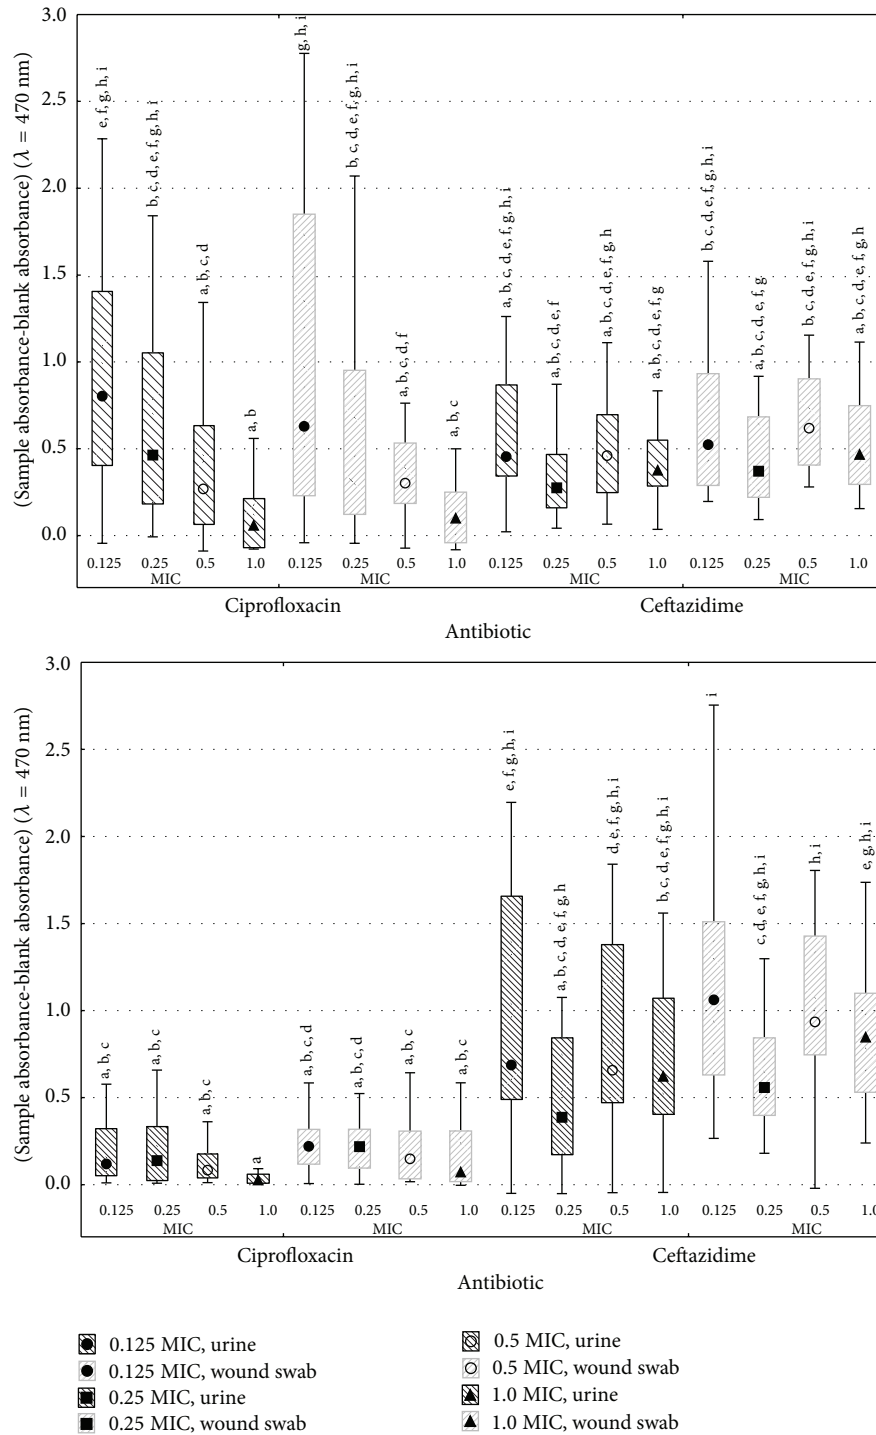 3.0
2.5
2.0
1.5
1.0
0.5
0.0
(Sample absorbance-blank absorbance) (λ = 470 nm)
e, f, g, h, i
b, c, d, e, f, g, h, i
a, b, c, d
a, b
g, h, i
b, c, d, e, f, g, h, i
a, b, c, d, f
a, b, c
a, b, c, d, e, f, g, h, i
a, b, c, d, e, f
a, b, c, d, e, f, g, h
a, b, c, d, e, f, g
b, c, d, e, f, g, h, i
a, b, c, d, e, f, g
b, c, d, e, f, g, h, i
a, b, c, d, e, f, g, h
0.125 0.25 0.5 1.0 0.125 0.25 0.5 1.0 0.125 0.25 0.5 1.0 0.125 0.25 0.5 1.0
MIC MIC MIC MIC
Ciprofloxacin Ceftazidime
Antibiotic
3.0
2.5
2.0
1.5
1.0
0.5
0.0
(Sample absorbance-blank absorbance) (λ = 470 nm)
a, b, c
a, b, c
a, b, c
a
a, b, c, d
a, b, c, d
a, b, c
a, b, c
e, f, g, h, i
a, b, c, d, e, f, g, h
d, e, f, g, h, i
b, c, d, e, f, g, h, i
i
c, d, e, f, g, h, i
h, i
e, g, h, i
0.125 0.25 0.5 1.0 0.125 0.25 0.5 1.0 0.125 0.25 0.5 1.0 0.125 0.25 0.5 1.0
MIC MIC MIC MIC
Ciprofloxacin Ceftazidime
Antibiotic
0.125 MIC, urine
0.125 MIC, wound swab
0.25 MIC, urine
0.25 MIC, wound swab
0.5 MIC, urine
0.5 MIC, wound swab
1.0 MIC, urine
1.0 MIC, wound swab